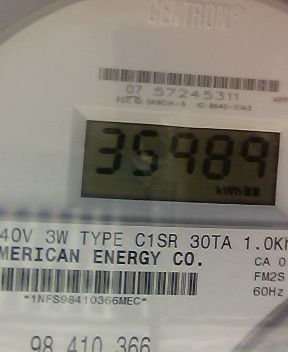 CENTRON®
07 57245311
35989
kWh
40V 3W TYPE C1SR 30TA 1.0Kh
MERICAN ENERGY CO.
CA 0
FM2S
60Hz
*1NFS98410366MEC*
98 410 366